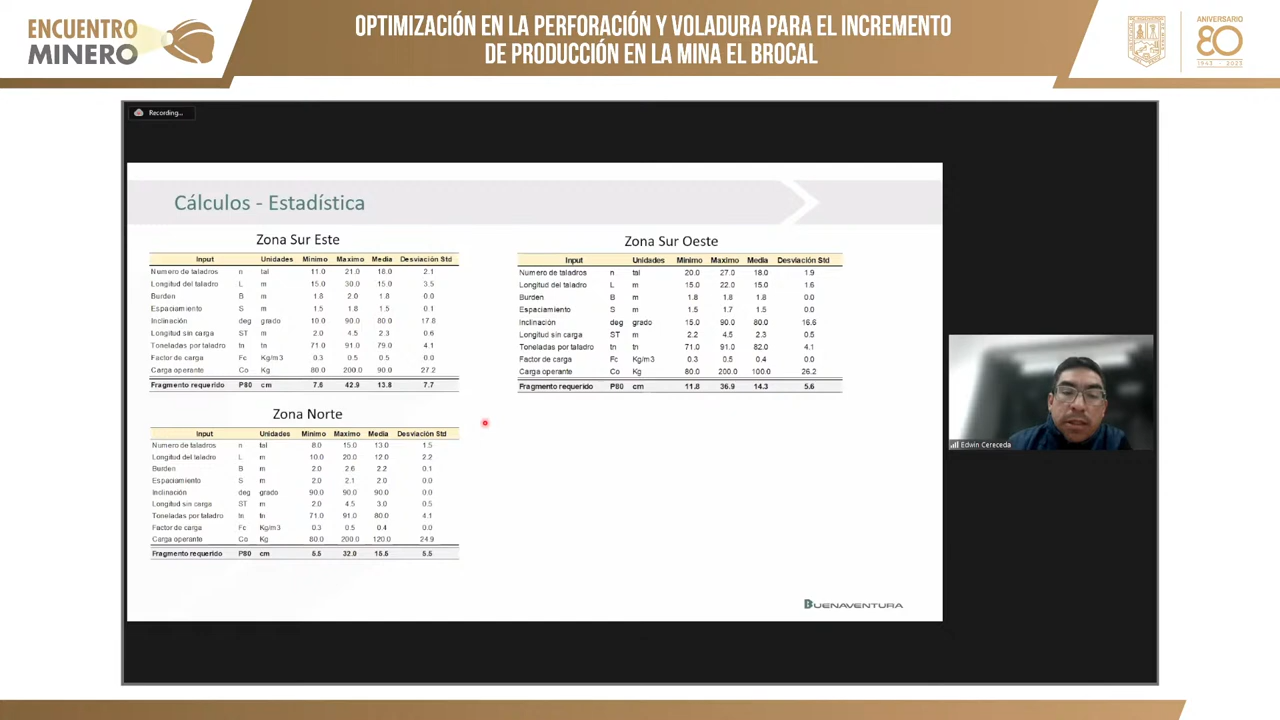 ENCUENTRO
MINERO
OPTIMIZACIÓN EN LA PERFORACIÓN Y VOLADURA PARA EL INCREMENTO
DE PRODUCCIÓN EN LA MINA EL BROCAL
ANIVERSARIO
80
1943 - 2023
Recording...
Cálculos - Estadística
Zona Sur Este
Input Unidades Minimo Maximo Media Desviación Std
Numero de taladros n tal 11.0 21.0 18.0 2.1
Longitud del taladro L m 15.0 30.0 15.0 3.5
Burden B m 1.8 2.0 1.8 0.0
Espaciamiento S m 1.5 1.8 1.5 0.1
Inclinación deg grado 10.0 90.0 80.0 17.8
Longitud sin carga ST m 2.0 4.5 2.3 0.6
Toneladas por taladro tn tn 71.0 91.0 79.0 4.1
Factor de carga Fc Kg/m3 0.3 0.5 0.5 0.0
Carga operante Co Kg 80.0 200.0 90.0 27.2
Fragmento requerido P80 cm 7.6 42.9 13.8 7.7
Zona Sur Oeste
Input Unidades Minimo Maximo Media Desviación Std
Numero de taladros n tal 20.0 27.0 18.0 1.9
Longitud del taladro L m 15.0 22.0 15.0 1.6
Burden B m 1.8 1.8 1.8 0.0
Espaciamiento S m 1.5 1.7 1.5 0.0
Inclinación deg grado 15.0 90.0 80.0 16.6
Longitud sin carga ST m 2.2 4.5 2.3 0.5
Toneladas por taladro tn tn 71.0 91.0 82.0 4.1
Factor de carga Fc Kg/m3 0.3 0.5 0.4 0.0
Carga operante Co Kg 80.0 200.0 100.0 26.2
Fragmento requerido P80 cm 11.8 36.9 14.3 5.6
Zona Norte
Input Unidades Minimo Maximo Media Desviación Std
Numero de taladros n tal 8.0 15.0 13.0 1.5
Longitud del taladro L m 10.0 20.0 12.0 2.2
Burden B m 2.0 2.6 2.2 0.1
Espaciamiento S m 2.0 2.1 2.0 0.0
Inclinación deg grado 90.0 90.0 90.0 0.0
Longitud sin carga ST m 2.0 4.5 3.0 0.5
Toneladas por taladro tn tn 71.0 91.0 80.0 4.1
Factor de carga Fc Kg/m3 0.3 0.5 0.4 0.0
Carga operante Co Kg 80.0 200.0 120.0 24.9
Fragmento requerido P80 cm 5.5 32.0 15.5 5.5
BUENAVENTURA
Edwin Cereceda